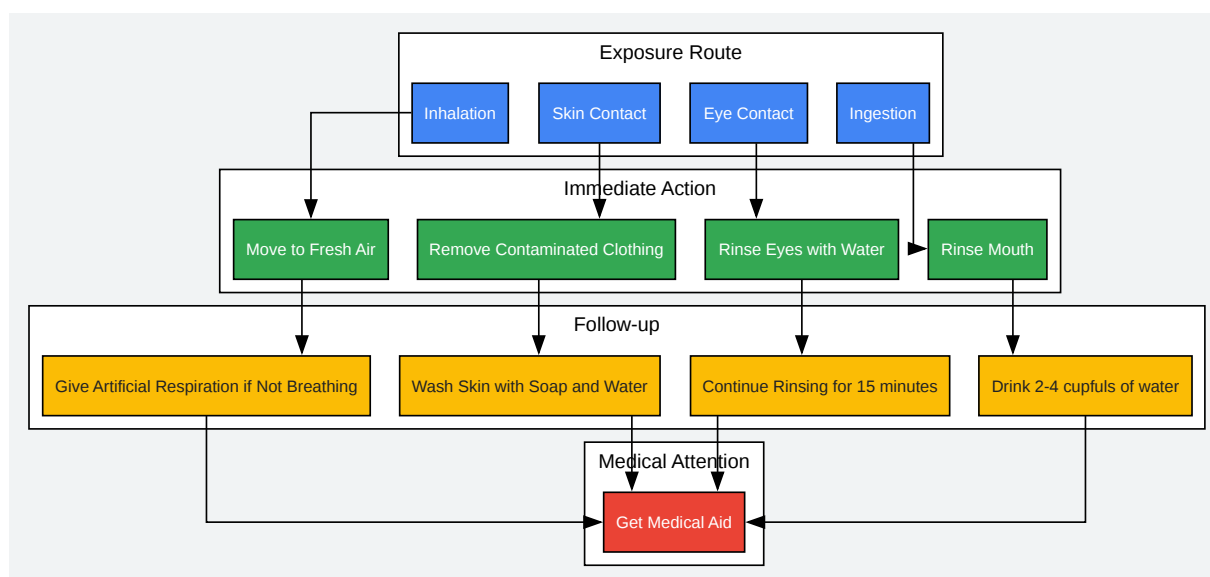 Exposure Route
Inhalation
Skin Contact
Eye Contact
Ingestion
Immediate Action
Move to Fresh Air
Remove Contaminated Clothing
Rinse Eyes with Water
Rinse Mouth
Follow-up
Give Artificial Respiration if Not Breathing
Wash Skin with Soap and Water
Continue Rinsing for 15 minutes
Drink 2-4 cupfuls of water
Medical Attention
Get Medical Aid